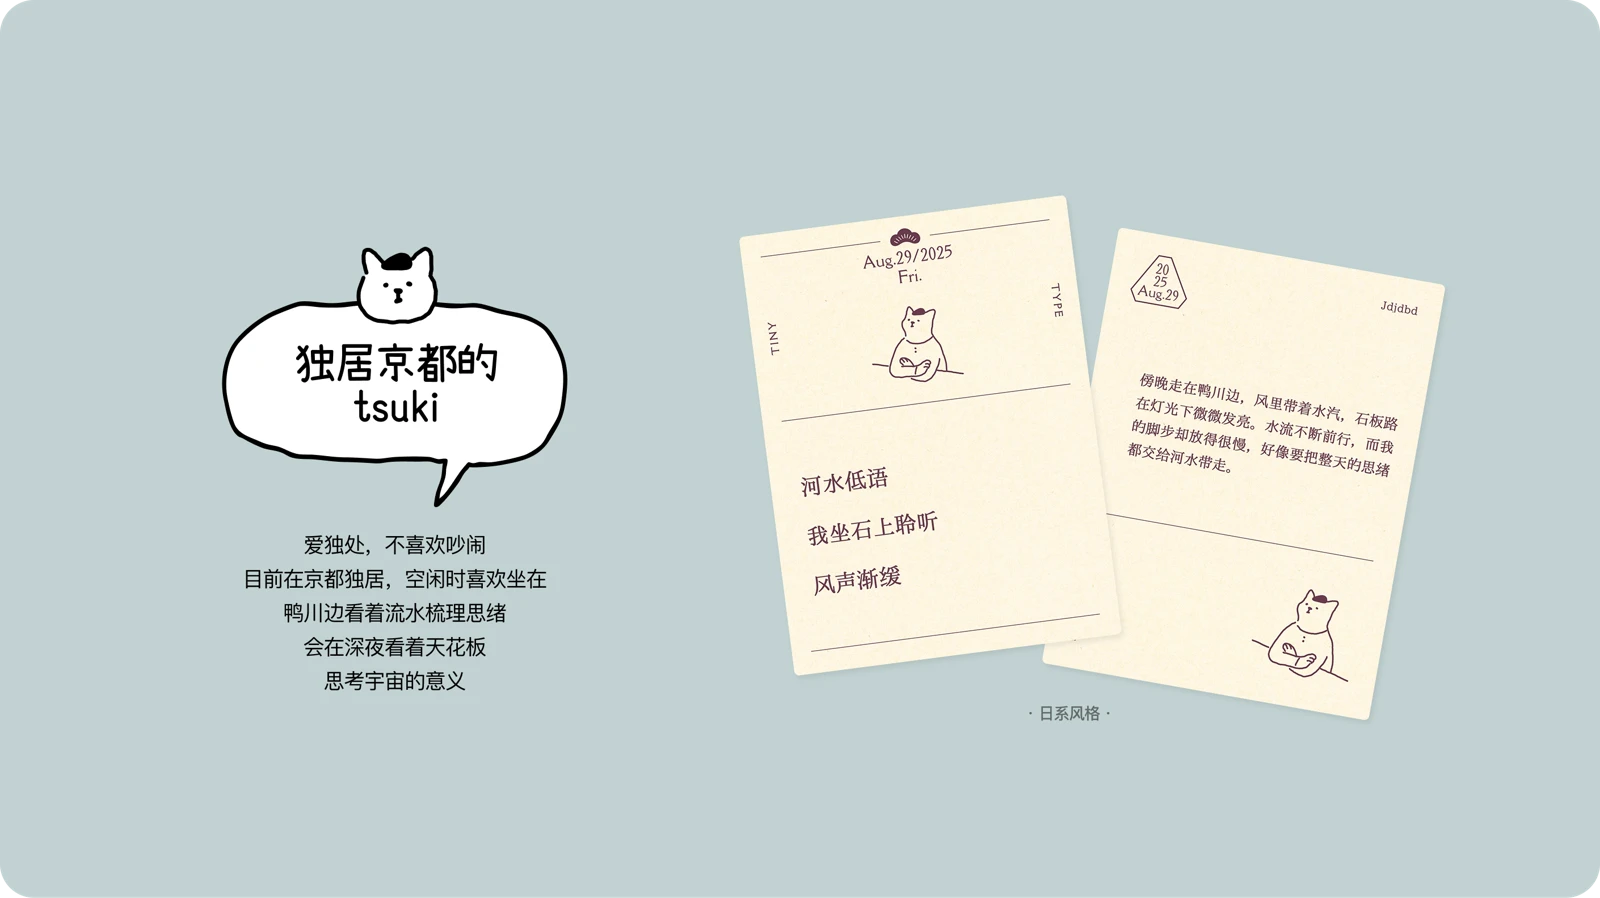 独居京都的
tsuki
爱独处，不喜欢吵闹
目前在京都独居，空闲时喜欢坐在
鸭川边看着流水梳理思绪
会在深夜看着天花板
思考宇宙的意义
Aug.29/2025
Fri.
TINY
TYPE
河水低语
我坐石上聆听
风声渐缓
20
25
Aug.29
Jdjdbd
傍晚走在鸭川边，风里带着水汽，石板路
在灯光下微微发亮。水流不断前行，而我
的脚步却放得很慢，好像要把整天的思绪
都交给河水带走。
· 日系风格 ·